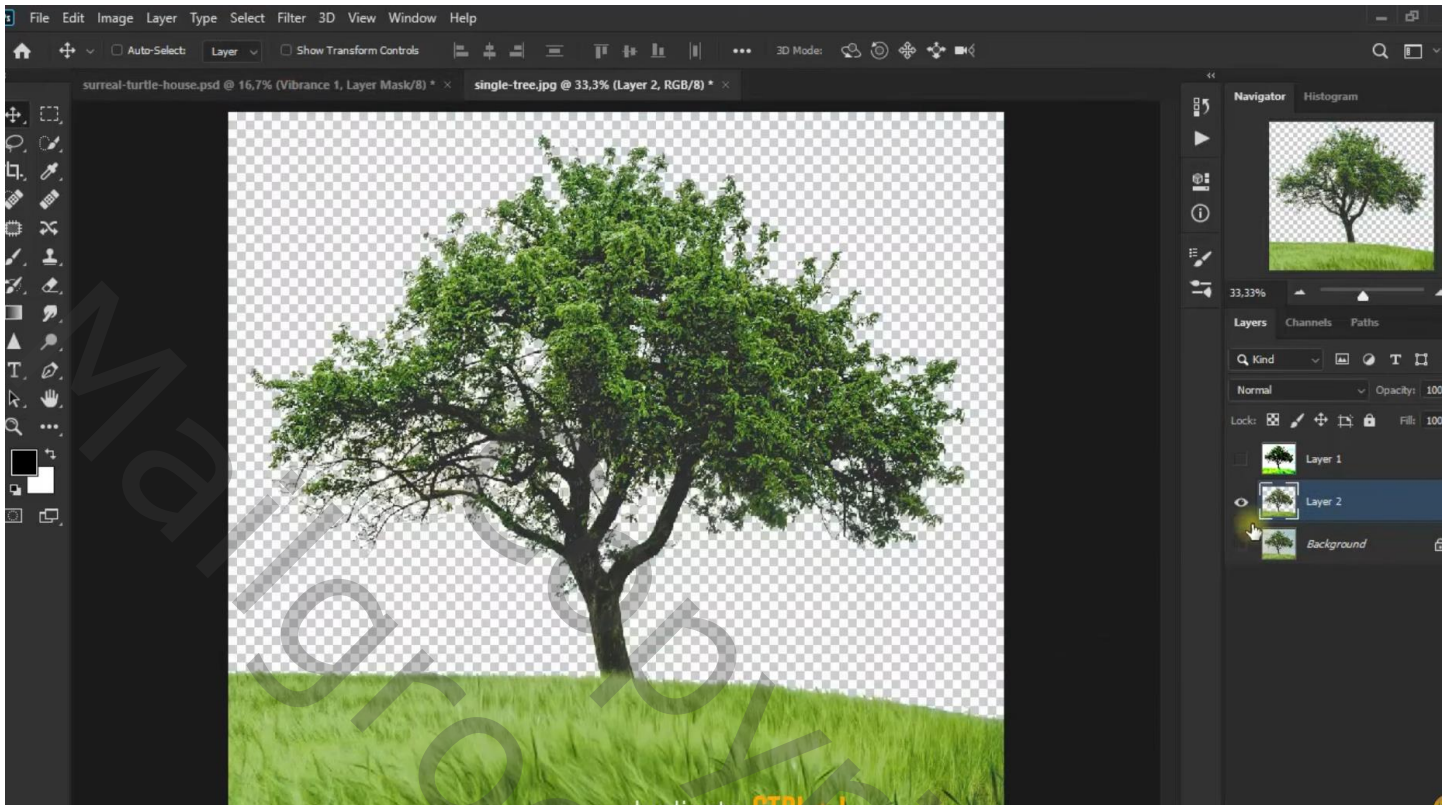 File Edit Image Layer Type Select Filter 3D View Window Help
Auto-Select: Layer Show Transform Controls 3D Mode:
surreal-turtle-house.psd @ 16,7% (Vibrance 1, Layer Mask/8) * × single-tree.jpg @ 33,3% (Layer 2, RGB/8) * ×
Navigator Histogram
33,33%
Layers Channels Paths
Kind
Normal Opacity: 100
Lock: Fill: 100
Layer 1
Layer 2
Background